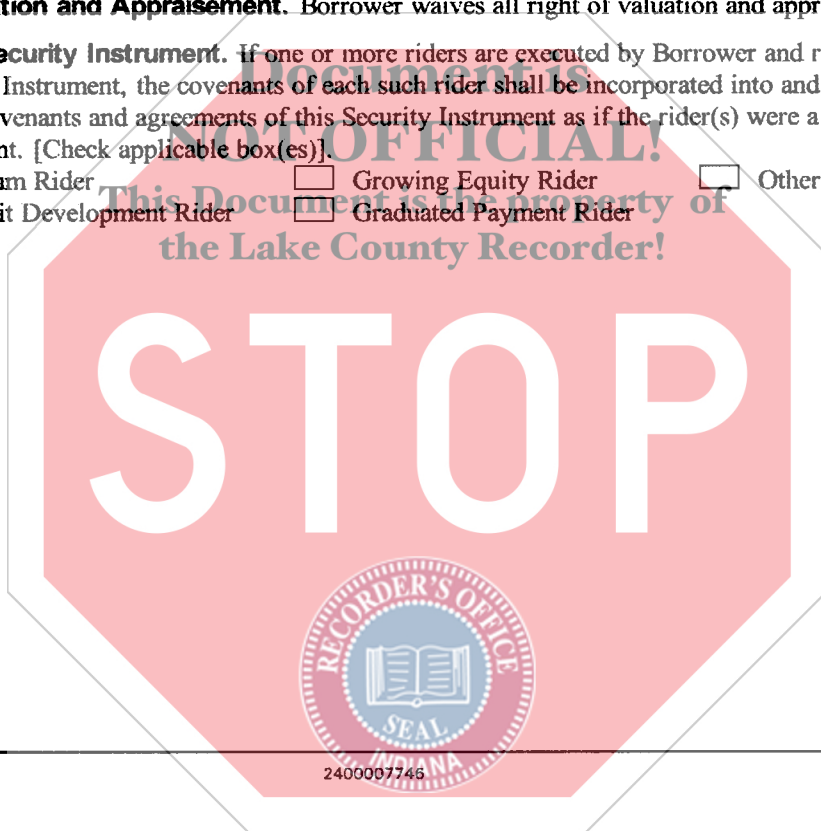 tion and Appraisement. Borrower waives all right of valuation and appr
ecurity Instrument. If one or more riders are executed by Borrower and r
Document is
Instrument, the covenants of each such rider shall be incorporated into and
venants and agreements of this Security Instrument as if the rider(s) were a
NOT OFFICIAL!
nt. [Check applicable box(es)].
um Rider Growing Equity Rider Other
This Document is the property of
it Development Rider Graduated Payment Rider
the Lake County Recorder!
STOP
RECORDER'S OFFICE
SEAL
INDIANA
2400007746